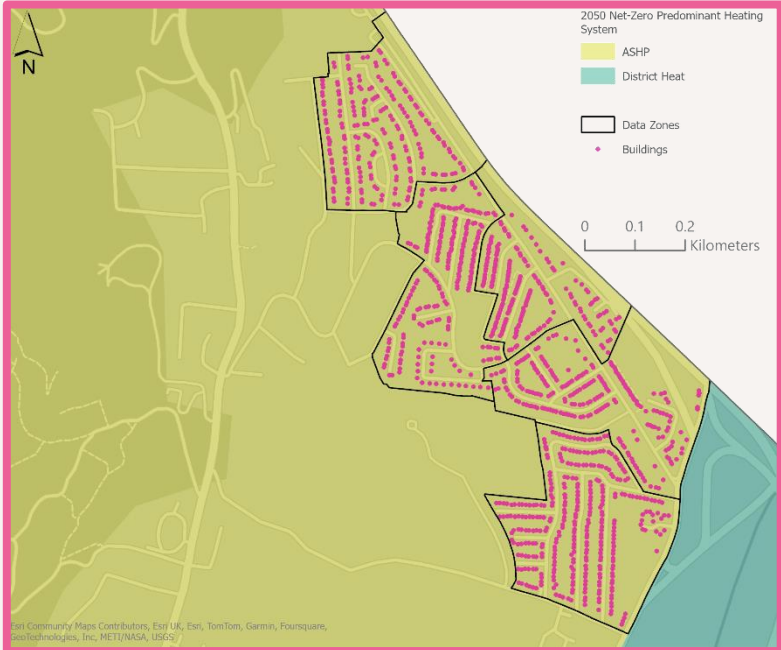 2050 Net-Zero Predominant Heating
System
ASHP
District Heat
Data Zones
Buildings
N
0 0.1 0.2
Kilometers
Esri Community Maps Contributors, Esri UK, Esri, TomTom, Garmin, Foursquare,
GeoTechnologies, Inc, METI/NASA, USGS